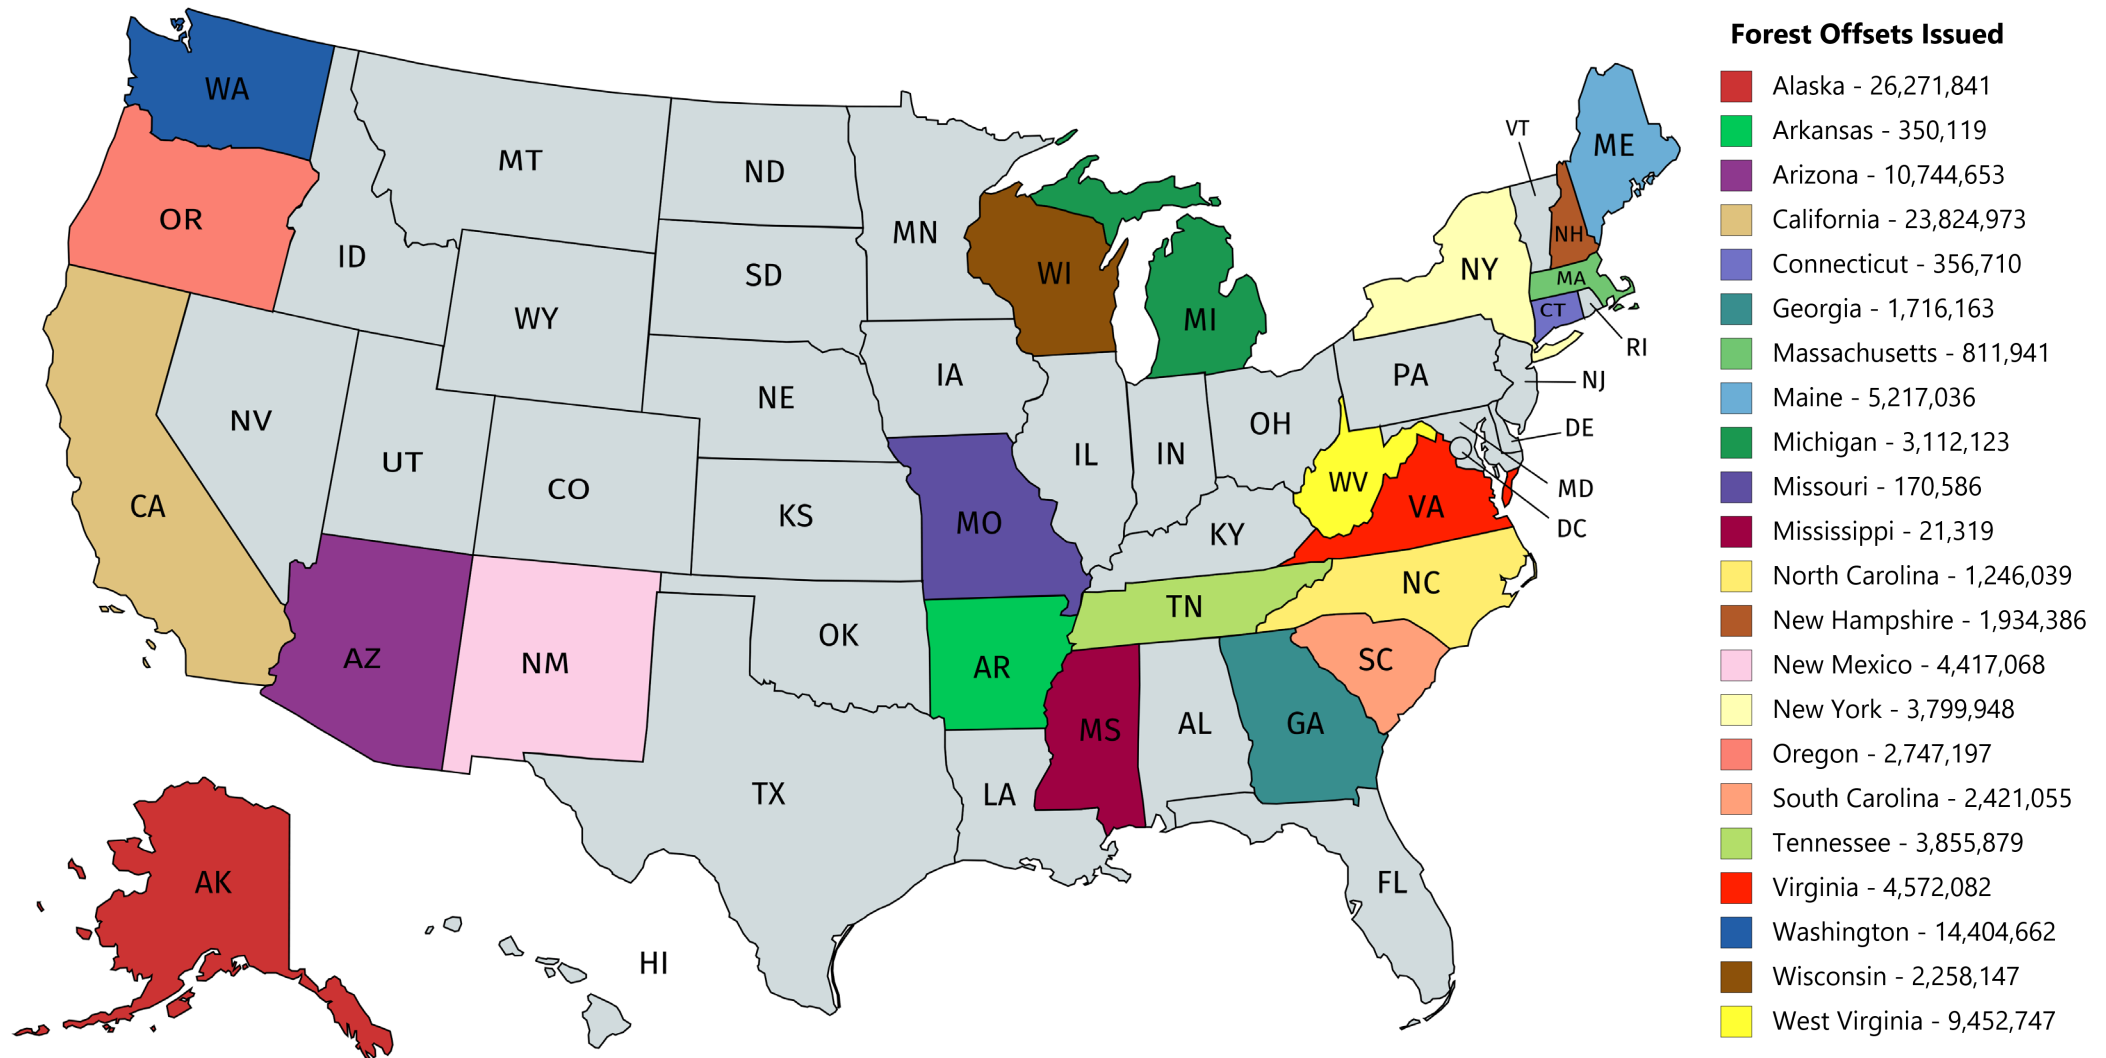 Forest Offsets Issued
Alaska - 26,271,841
Arkansas - 350,119
Arizona - 10,744,653
California - 23,824,973
Connecticut - 356,710
Georgia - 1,716,163
Massachusetts - 811,941
Maine - 5,217,036
Michigan - 3,112,123
Missouri - 170,586
Mississippi - 21,319
North Carolina - 1,246,039
New Hampshire - 1,934,386
New Mexico - 4,417,068
New York - 3,799,948
Oregon - 2,747,197
South Carolina - 2,421,055
Tennessee - 3,855,879
Virginia - 4,572,082
Washington - 14,404,662
Wisconsin - 2,258,147
West Virginia - 9,452,747
WA
OR
CA
ID
NV
MT
WY
UT
AZ
CO
NM
ND
SD
NE
KS
OK
TX
MN
IA
MO
AR
LA
WI
IL
MS
MI
IN
KY
TN
AL
OH
WV
VA
NC
SC
GA
FL
PA
NY
VT
NH
ME
MA
CT
RI
NJ
DE
MD
DC
AK
HI